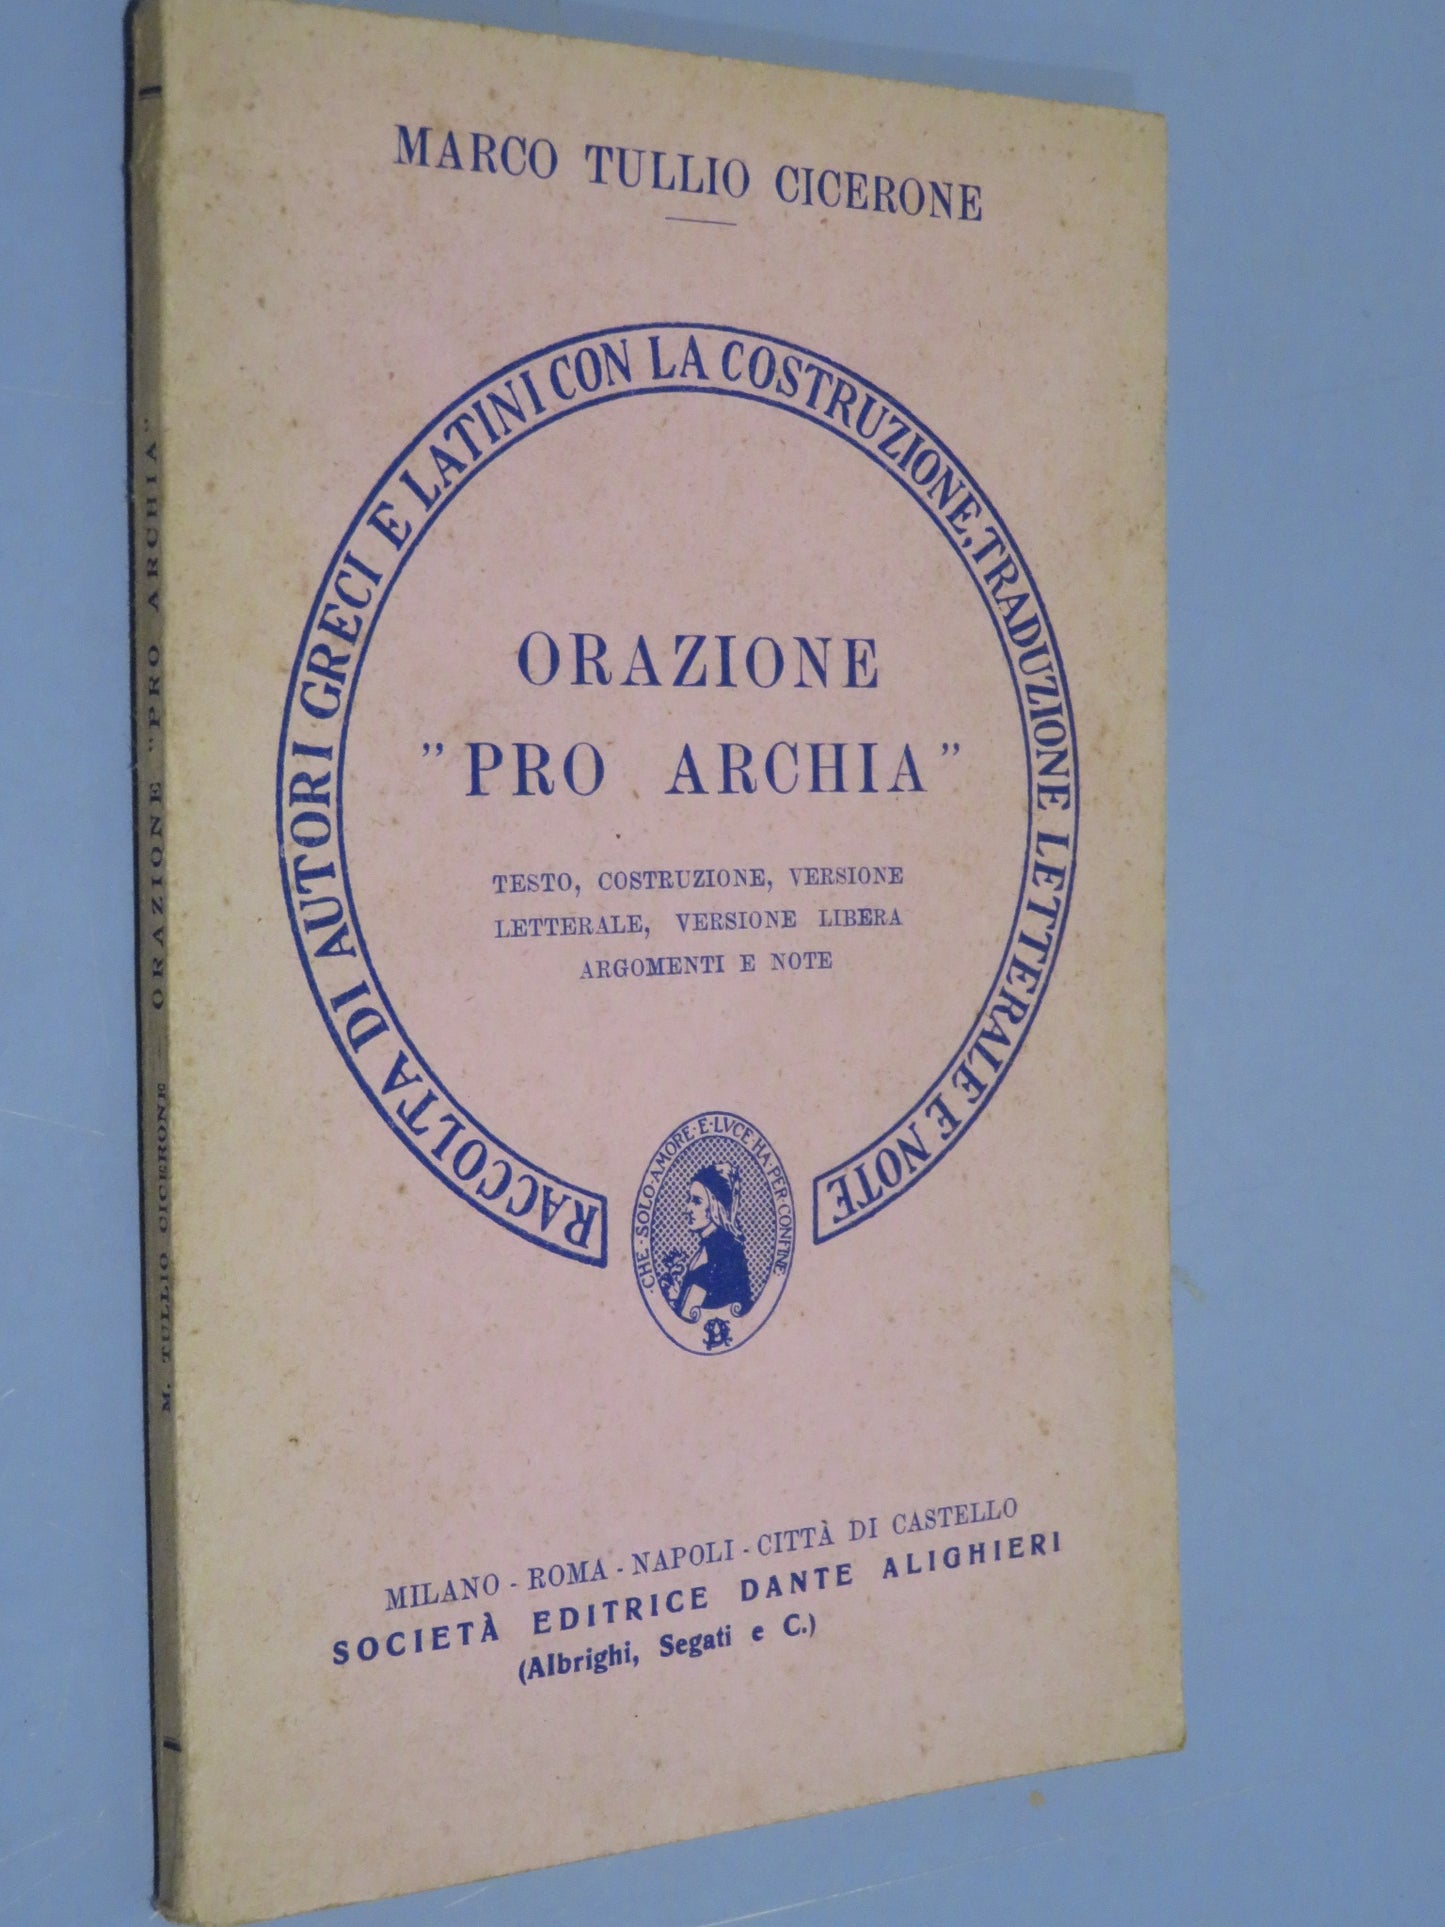 MARCO TULLIO CICERONE
RACCOLTA DI AUTORI GRECI E LATINI CON LA COSTRUZIONE, TRADUZIONE LETTERALE E NOTE
ORAZIONE
"PRO ARCHIA"
TESTO, COSTRUZIONE, VERSIONE
LETTERALE, VERSIONE LIBERA
ARGOMENTI E NOTE
·CHE·SOLO·AMORE·E·LVCE·HA·PER·CONFINE·
MILANO - ROMA - NAPOLI - CITTÀ DI CASTELLO
SOCIETÀ EDITRICE DANTE ALIGHIERI
(Albrighi, Segati e C.)
M. TULLIO CICERONE — ORAZIONE "PRO ARCHIA"